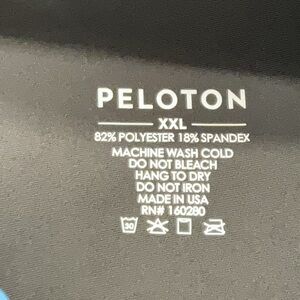 PELOTON
XXL
82% POLYESTER 18% SPANDEX
MACHINE WASH COLD
DO NOT BLEACH
HANG TO DRY
DO NOT IRON
MADE IN USA
RN# 160280
30